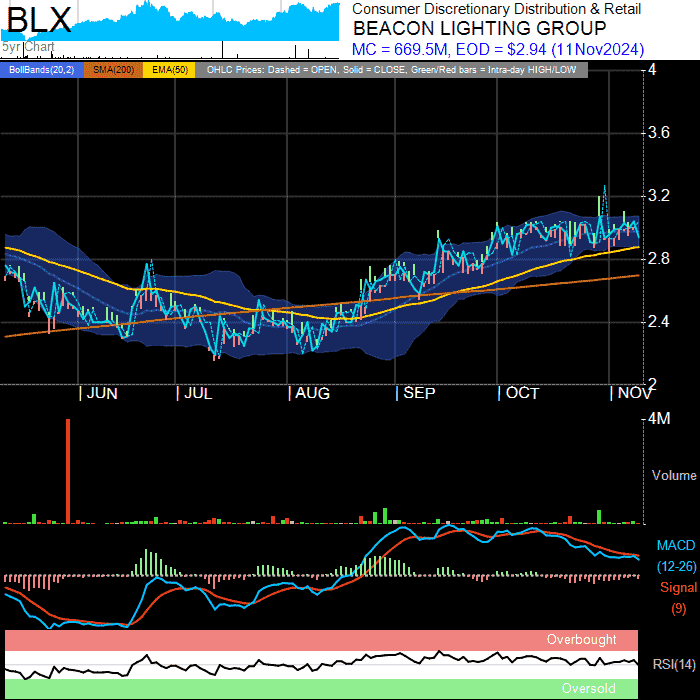 BLX
5yr Chart
Consumer Discretionary Distribution & Retail
BEACON LIGHTING GROUP
MC = 669.5M, EOD = $2.94 (11Nov2024)
BollBands(20,2) SMA(200) EMA(50) OHLC Prices: Dashed = OPEN, Solid = CLOSE, Green/Red bars = Intra-day HIGH/LOW
4
3.6
3.2
2.8
2.4
2
JUN JUL AUG SEP OCT NOV
4M
Volume
MACD
(12-26)
Signal
(9)
Overbought
RSI(14)
Oversold